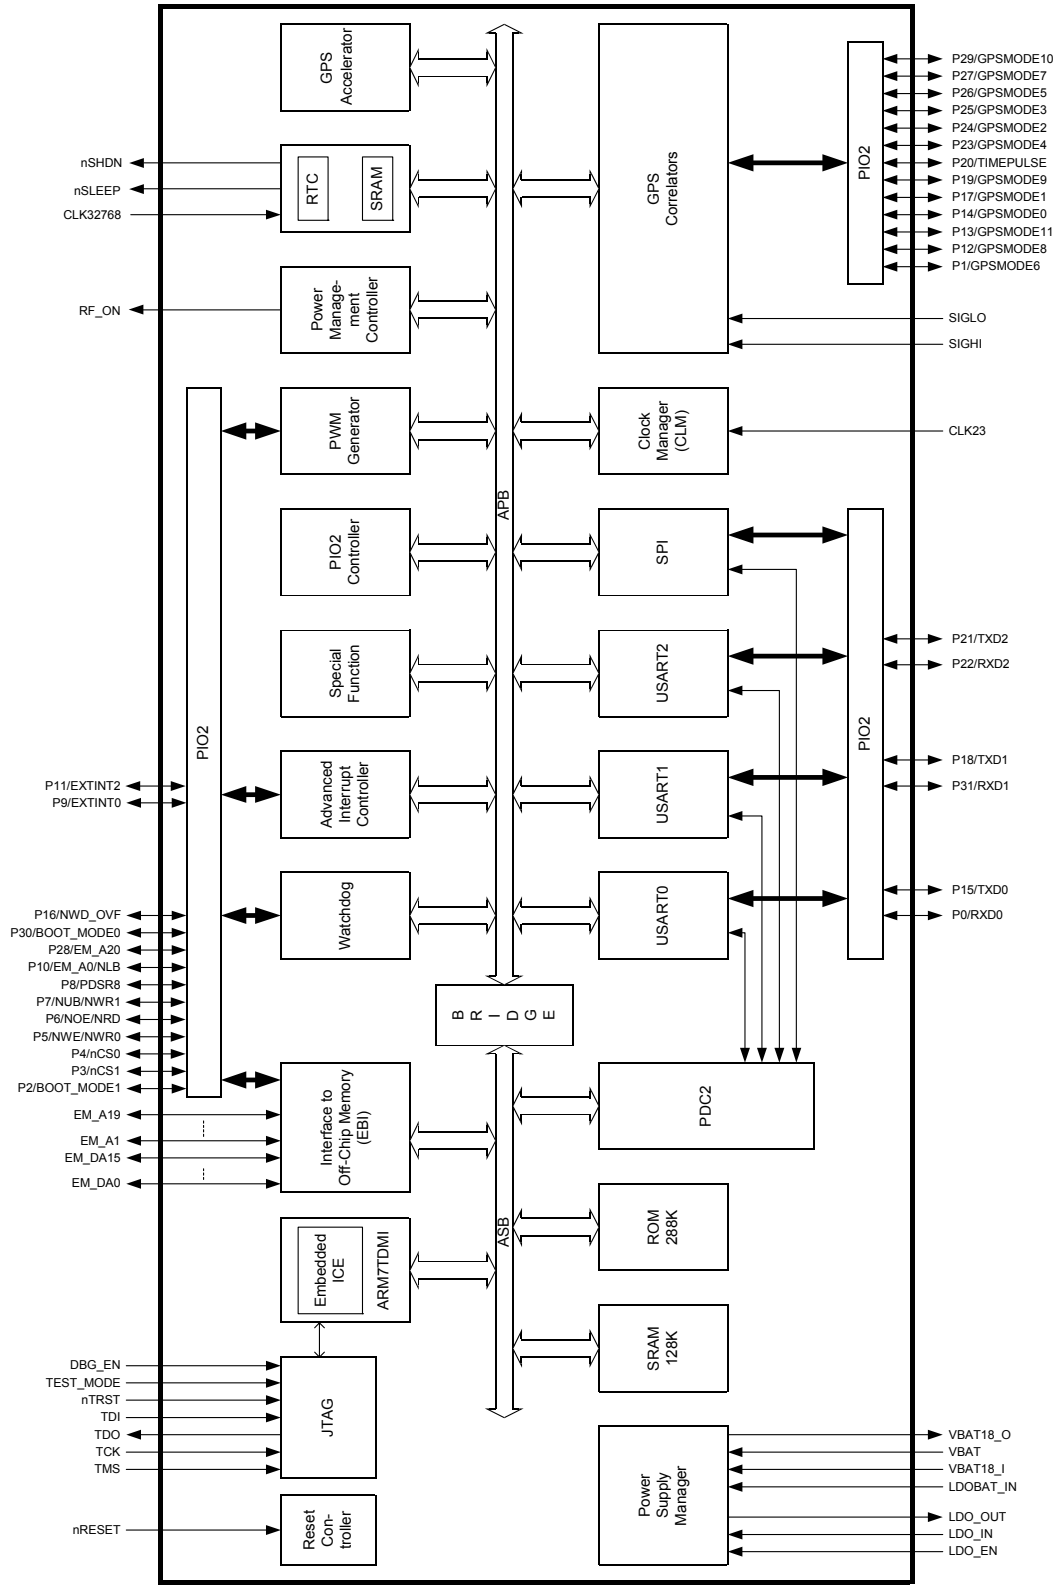 GPS
Accelerator
nSHDN
nSLEEP
CLK32768
RTC
SRAM
RF_ON
Power
Manage-
ment
Controller
PWM
Generator
PIO2
Controller
Special
Function
PIO2
P11/EXTINT2
P9/EXTINT0
Advanced
Interrupt
Controller
Watchdog
P16/NWD_OVF
P30/BOOT_MODE0
P28/EM_A20
P10/EM_A0/NLB
P8/PDSR8
P7/NUB/NWR1
P6/NOE/NRD
P5/NWE/NWR0
P4/nCS0
P3/nCS1
P2/BOOT_MODE1
EM_A19
EM_A1
EM_DA15
EM_DA0
Interface to
Off-Chip Memory
(EBI)
Embedded
ICE
ARM7TDMI
DBG_EN
TEST_MODE
nTRST
TDI
TDO
TCK
TMS
JTAG
nRESET
Reset
Con-
troller
APB
BRIDGE
ASB
GPS
Correlators
PIO2
P29/GPSMODE10
P27/GPSMODE7
P26/GPSMODE5
P25/GPSMODE3
P24/GPSMODE2
P23/GPSMODE4
P20/TIMEPULSE
P19/GPSMODE9
P17/GPSMODE1
P14/GPSMODE0
P13/GPSMODE11
P12/GPSMODE8
P1/GPSMODE6
SIGLO
SIGHI
Clock
Manager
(CLM)
CLK23
SPI
USART2
USART1
USART0
PIO2
P21/TXD2
P22/RXD2
P18/TXD1
P31/RXD1
P15/TXD0
P0/RXD0
PDC2
ROM
288K
SRAM
128K
Power
Supply
Manager
VBAT18_O
VBAT
VBAT18_I
LDOBAT_IN
LDO_OUT
LDO_IN
LDO_EN